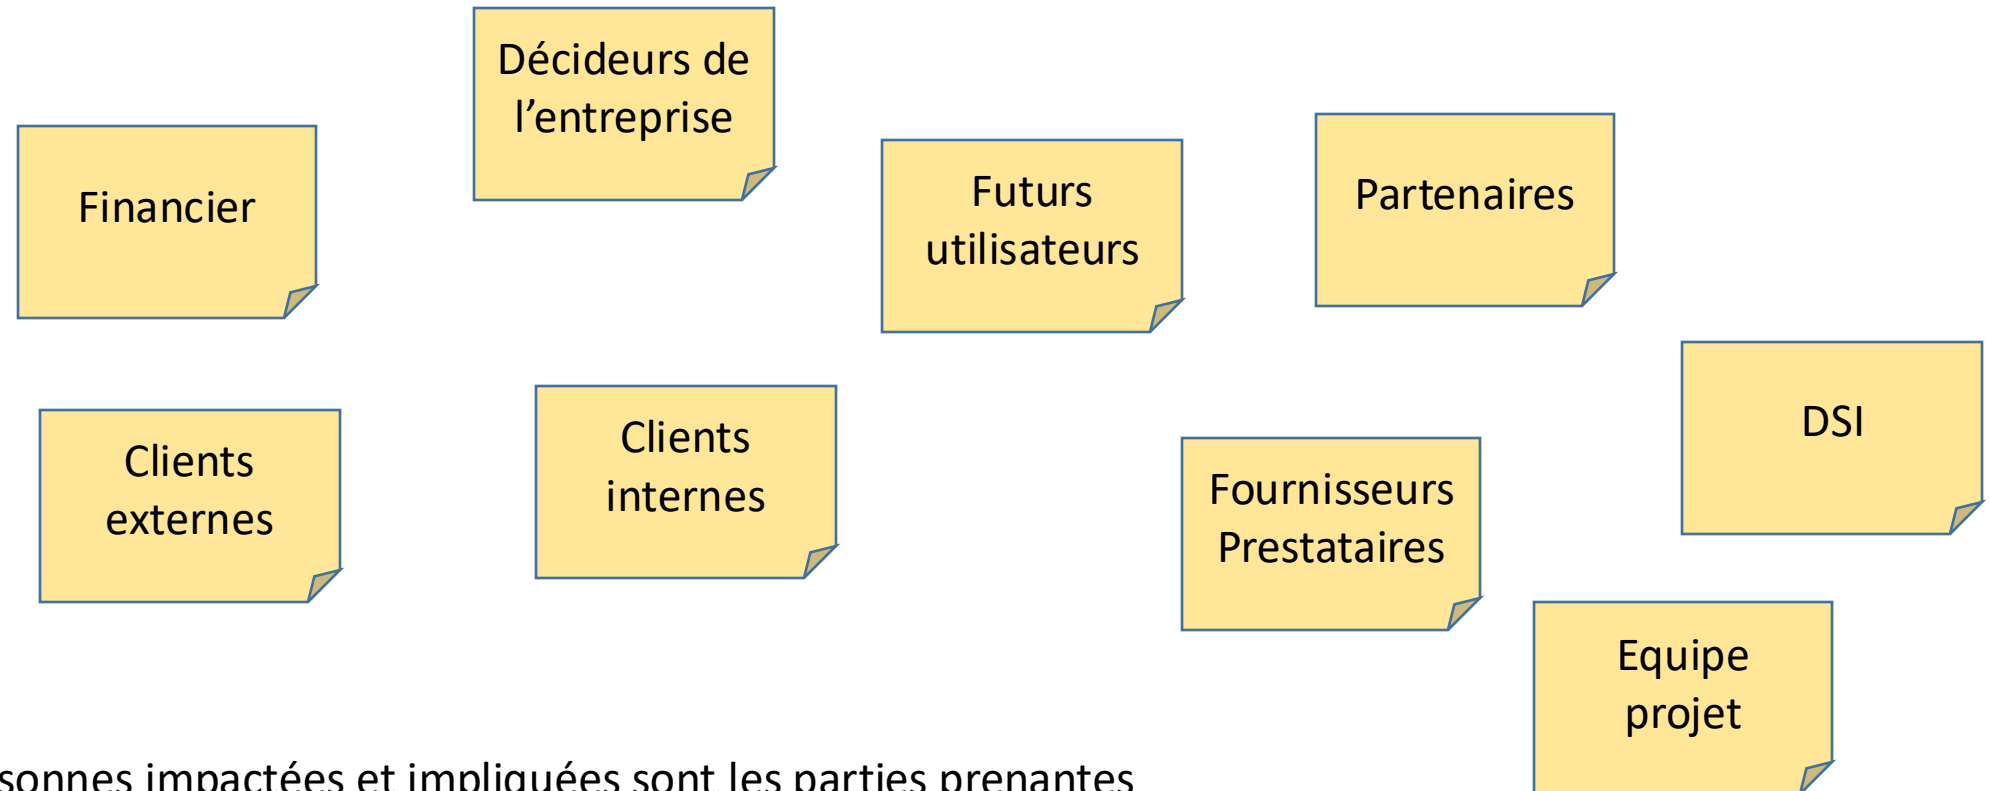 Décideurs de
l’entreprise
Financier
Futurs
utilisateurs
Partenaires
Clients
externes
Clients
internes
Fournisseurs
Prestataires
DSI
Equipe
projet
impactées et impliquées sont les parties prenantes